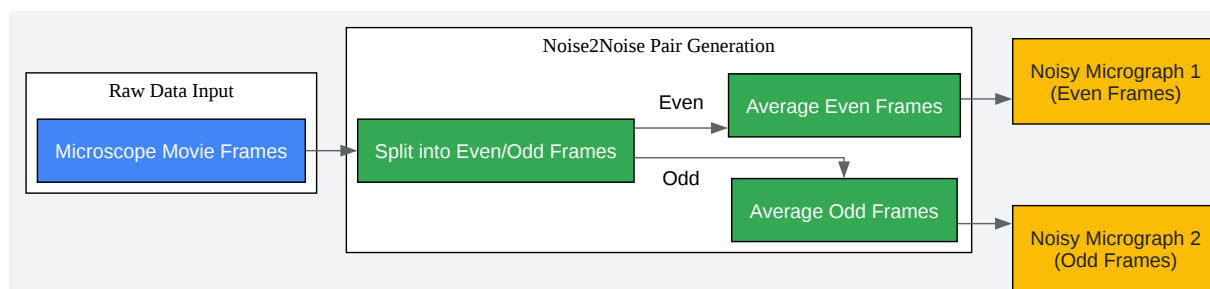 Raw Data Input
Microscope Movie Frames
Noise2Noise Pair Generation
Split into Even/Odd Frames
Even
Odd
Average Even Frames
Average Odd Frames
Noisy Micrograph 1
(Even Frames)
Noisy Micrograph 2
(Odd Frames)